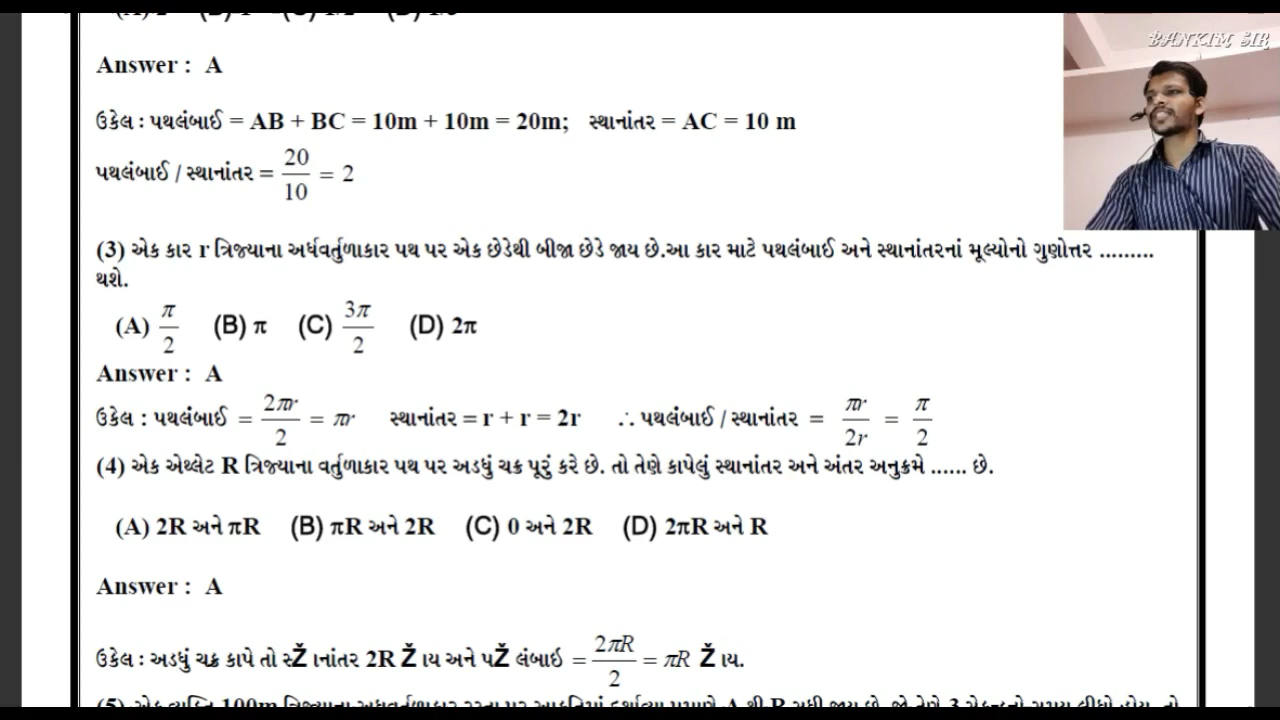 BANKIM SIR
Answer : A
ઉકેલ : પથલંબાઈ = AB + BC = 10m + 10m = 20m; સ્થાનાંતર = AC = 10 m
પથલંબાઈ / સ્થાનાંતર = 20/10 = 2
(3) એક કાર r ત્રિજ્યાના અર્ધવર્તુળાકાર પથ પર એક છેડેથી બીજા છેડે જાય છે.આ કાર માટે પથલંબાઈ અને સ્થાનાંતરનાં મૂલ્યોનો ગુણોત્તર .........
થશે.
(A) π/2 (B) π (C) 3π/2 (D) 2π
Answer : A
ઉકેલ : પથલંબાઈ = 2πr/2 = πr સ્થાનાંતર = r + r = 2r ∴ પથલંબાઈ / સ્થાનાંતર = πr/2r = π/2
(4) એક એથ્લેટ R ત્રિજ્યાના વર્તુળાકાર પથ પર અડધું ચક્ર પૂરું કરે છે. તો તેણે કાપેલું સ્થાનાંતર અને અંતર અનુક્રમે ...... છે.
(A) 2R અને πR (B) πR અને 2R (C) 0 અને 2R (D) 2πR અને R
Answer : A
ઉકેલ : અડધું ચક્ર કાપે તો સ્Žાનાંતર 2R Žાય અને પŽલંબાઇ = 2πR/2 = πR Žાય.